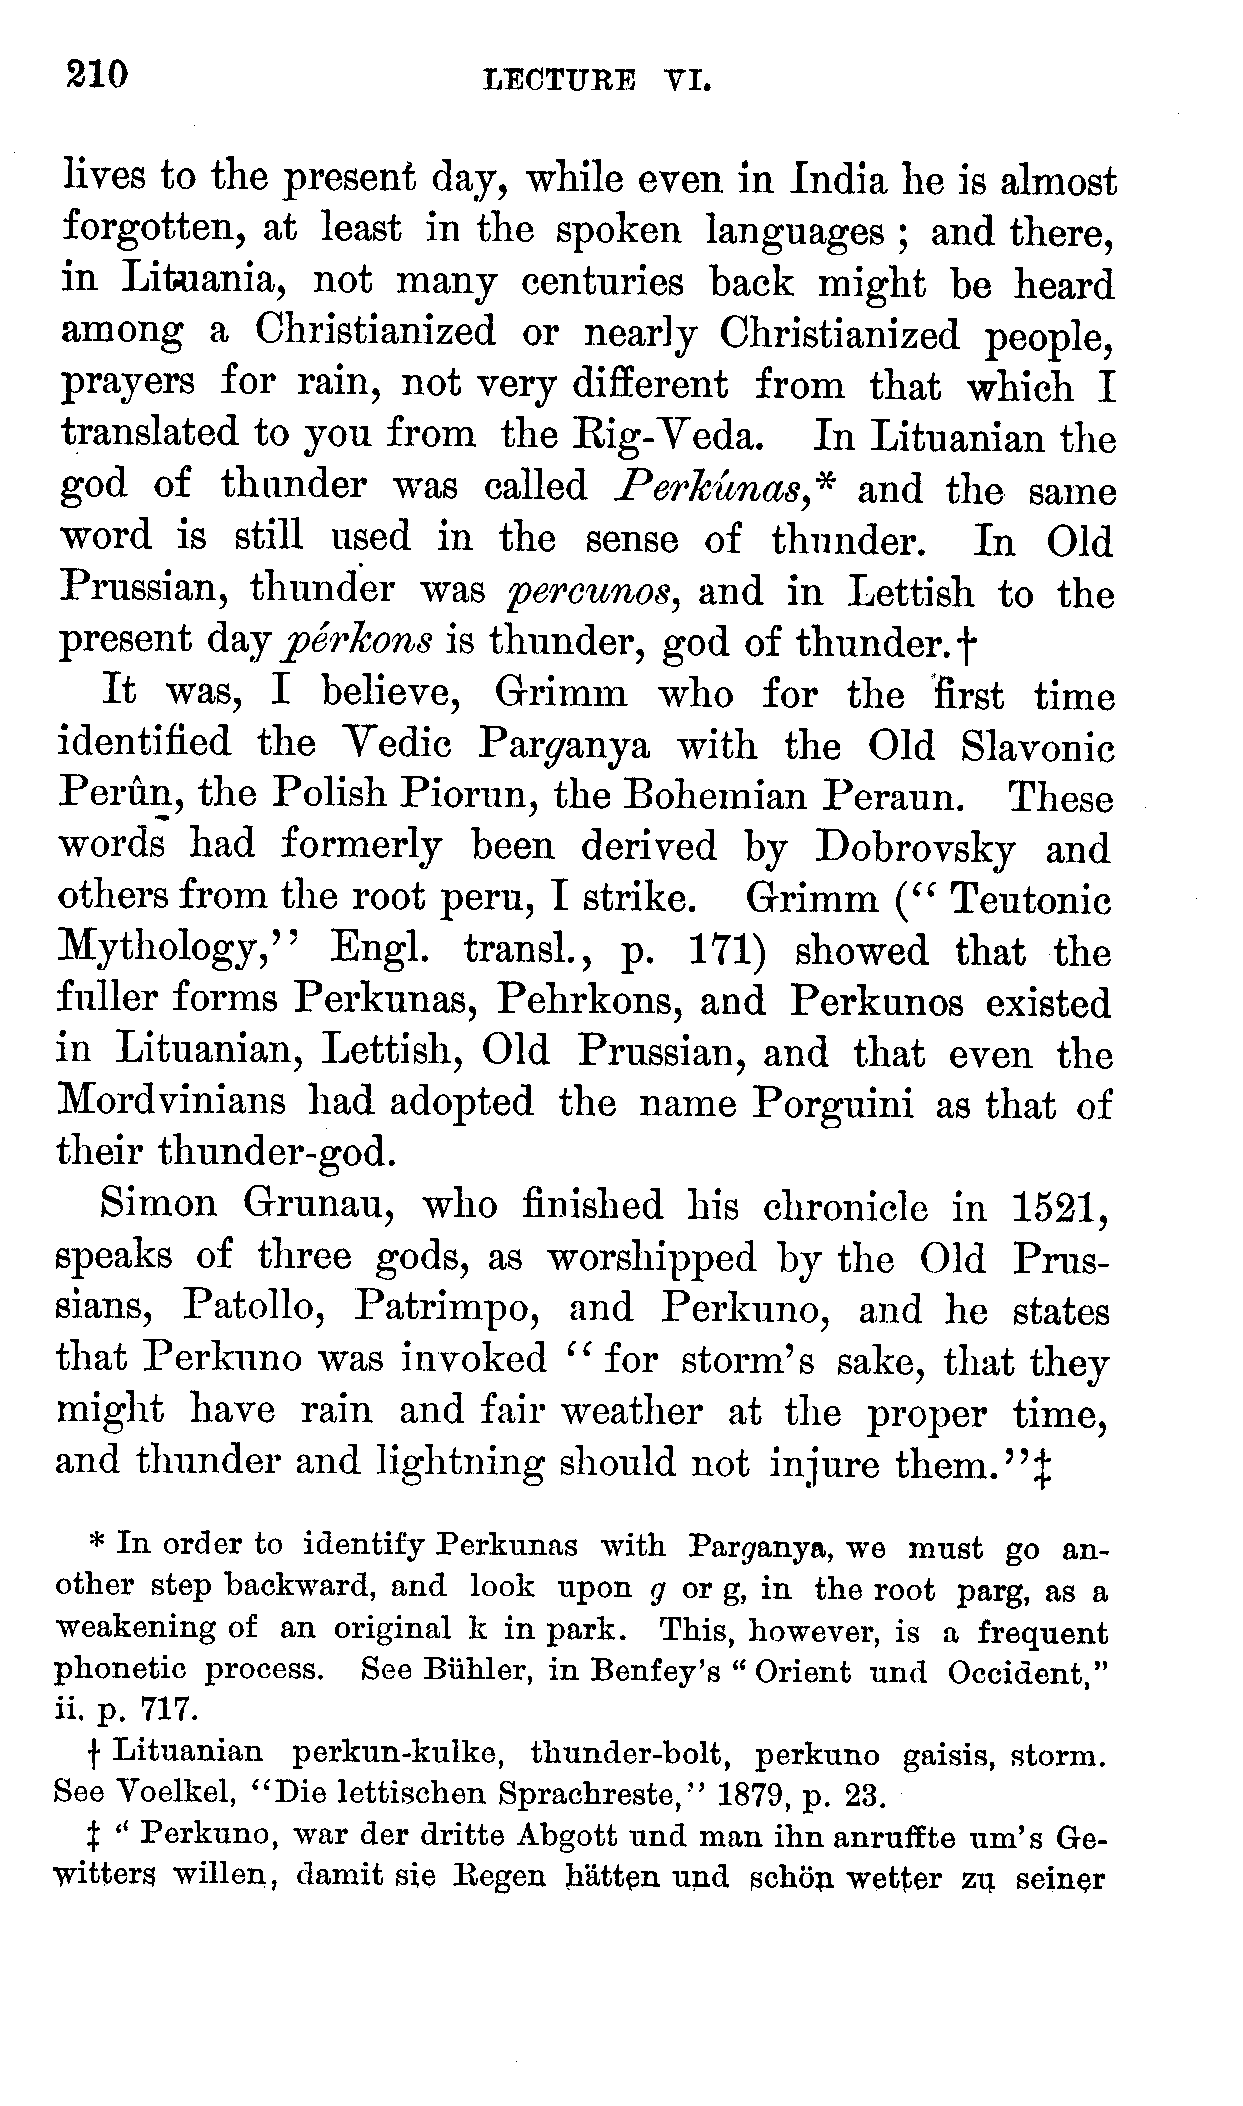 210 LECTURE VI.
lives to the present day, while even in India he is almost
forgotten, at least in the spoken languages ; and there,
in Lituania, not many centuries back might be heard
among a Christianized or nearly Christianized people,
prayers for rain, not very different from that which I
translated to you from the Rig-Veda. In Lituanian the
god of thunder was called Perkúnas,* and the same
word is still used in the sense of thunder. In Old
Prussian, thunder was percunos, and in Lettish to the
present day pérkons is thunder, god of thunder.†
It was, I believe, Grimm who for the first time
identified the Vedic Parganya with the Old Slavonic
Perûn, the Polish Piorun, the Bohemian Peraun. These
words had formerly been derived by Dobrovsky and
others from the root peru, I strike. Grimm (“ Teutonic
Mythology,’’ Engl. transl., p. 171) showed that the
fuller forms Perkunas, Pehrkons, and Perkunos existed
in Lituanian, Lettish, Old Prussian, and that even the
Mordvinians had adopted the name Porguini as that of
their thunder-god.
Simon Grunau, who finished his chronicle in 1521,
speaks of three gods, as worshipped by the Old Prus-
sians, Patollo, Patrimpo, and Perkuno, and he states
that Perkuno was invoked “ for storm’s sake, that they
might have rain and fair weather at the proper time,
and thunder and lightning should not injure them.’’‡
* In order to identify Perkunas with Parganya, we must go an-
other step backward, and look upon g or g, in the root parg, as a
weakening of an original k in park. This, however, is a frequent
phonetic process. See Bühler, in Benfey’s “ Orient und Occident,”
ii. p. 717.
† Lituanian perkun-kulke, thunder-bolt, perkuno gaisis, storm.
See Voelkel, “Die lettischen Sprachreste,’’ 1879, p. 23.
‡ “ Perkuno, war der dritte Abgott und man ihn anruffte um’s Ge-
witters willen, damit sie Regen hätten und schön wetter zu seiner